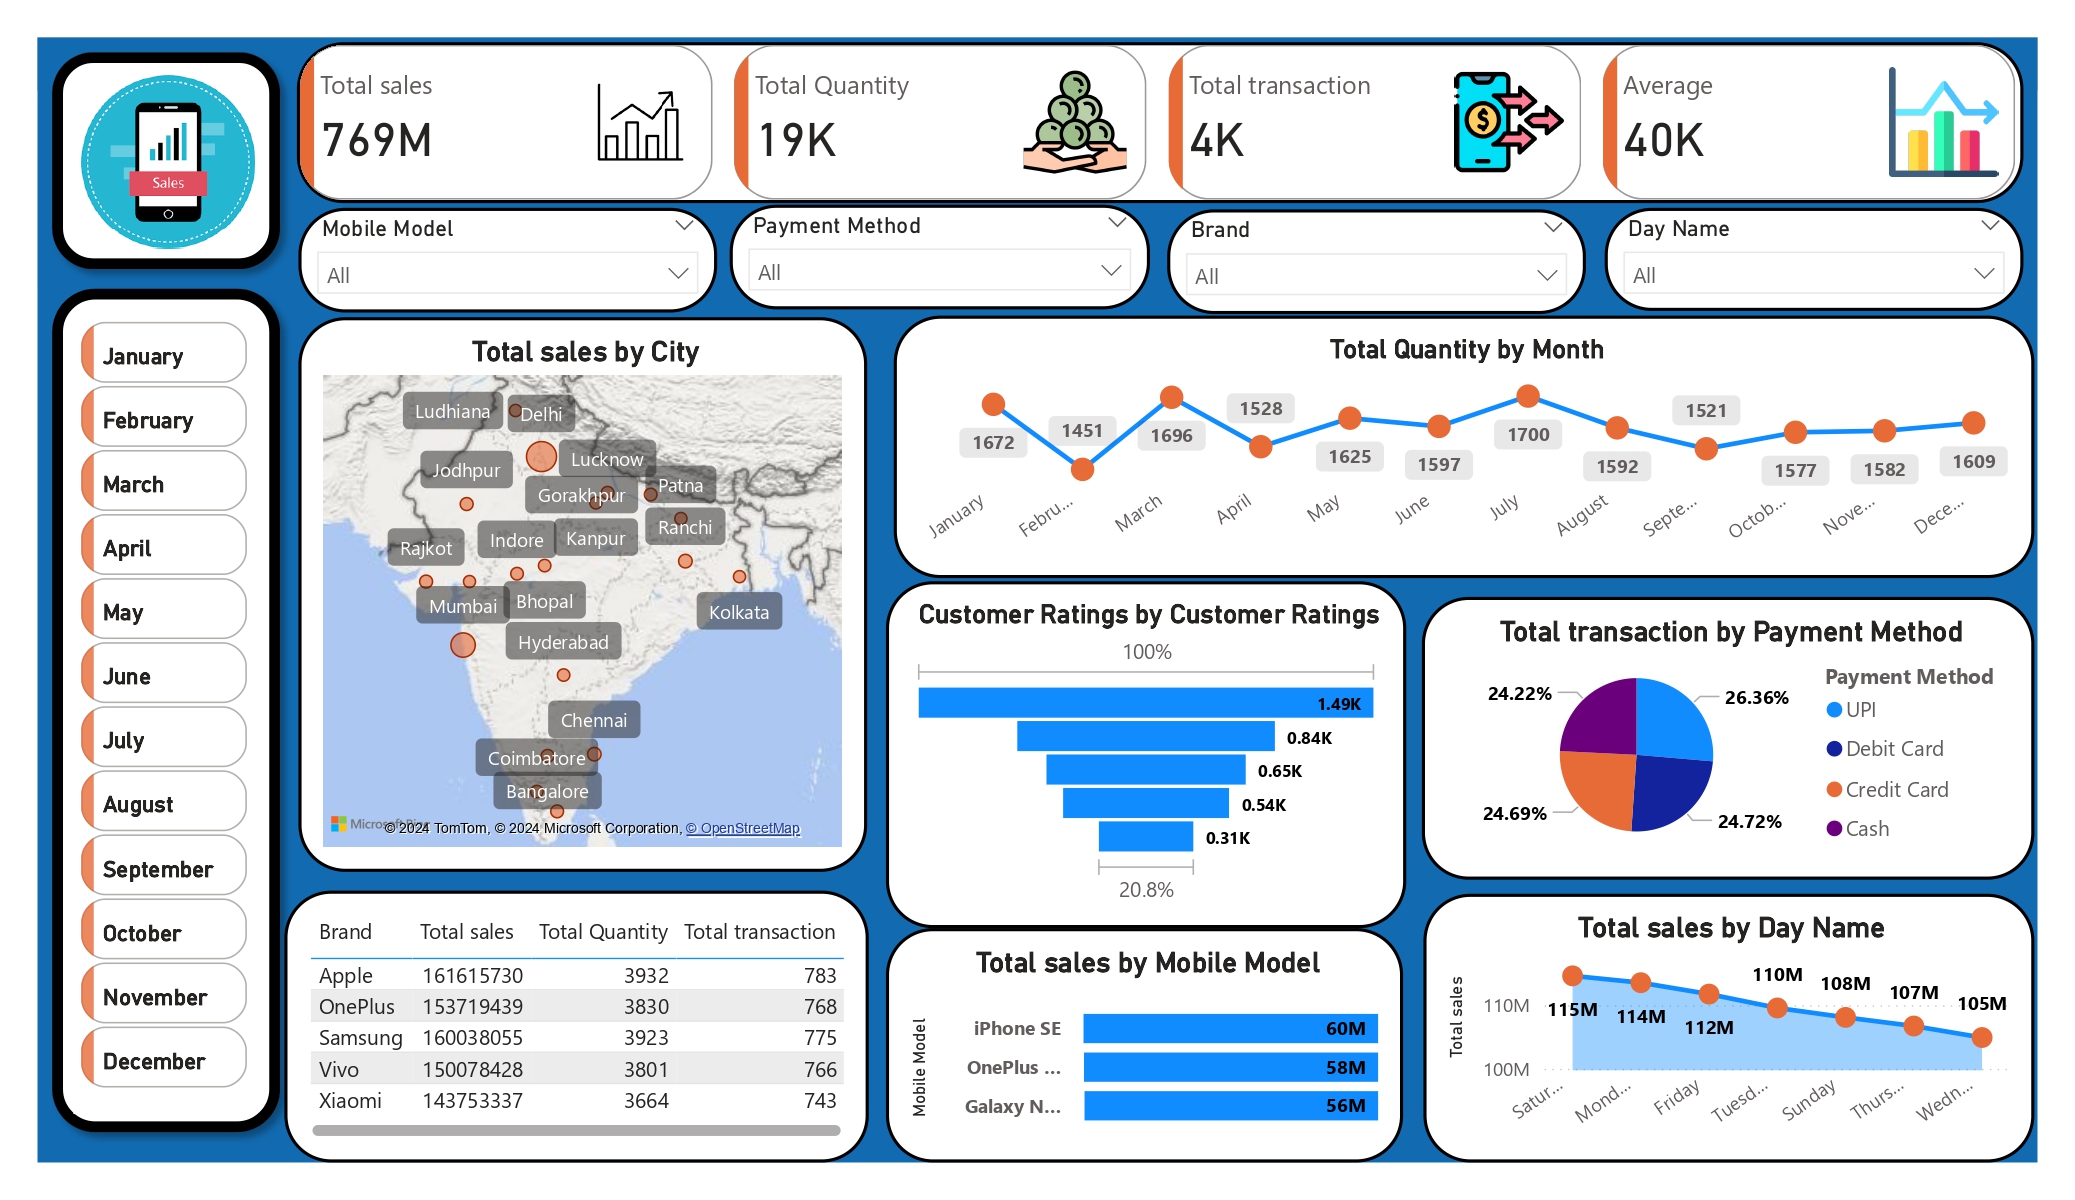 Sales
Total sales
769M
Total Quantity
19K
Total transaction
4K
Average
40K
Mobile Model
All
Payment Method
All
Brand
All
Day Name
All
January
February
March
April
May
June
July
August
September
October
November
December
Total sales by City
Ludhiana
Delhi
Lucknow
Jodhpur
Gorakhpur
Patna
Ranchi
Rajkot
Indore
Kanpur
Mumbai
Bhopal
Kolkata
Hyderabad
Chennai
Coimbatore
Bangalore
© 2024 TomTom, © 2024 Microsoft Corporation, © OpenStreetMap
Total Quantity by Month
1672
1451
1696
1528
1625
1597
1700
1592
1521
1577
1582
1609
January
Febru...
March
April
May
June
July
August
Septe...
Octob...
Nove...
Dece...
Customer Ratings by Customer Ratings
100%
1.49K
0.84K
0.65K
0.54K
0.31K
20.8%
Total transaction by Payment Method
24.22%
26.36%
24.69%
24.72%
Payment Method
UPI
Debit Card
Credit Card
Cash
Brand Total sales Total Quantity Total transaction
Apple 161615730 3932 783
OnePlus 153719439 3830 768
Samsung 160038055 3923 775
Vivo 150078428 3801 766
Xiaomi 143753337 3664 743
Total sales by Mobile Model
Mobile Model
iPhone SE 60M
OnePlus ... 58M
Galaxy N... 56M
Total sales by Day Name
Total sales
110M
100M
115M
114M
112M
110M
108M
107M
105M
Satur...
Mond...
Friday
Tuesd...
Sunday
Thurs...
Wedn...